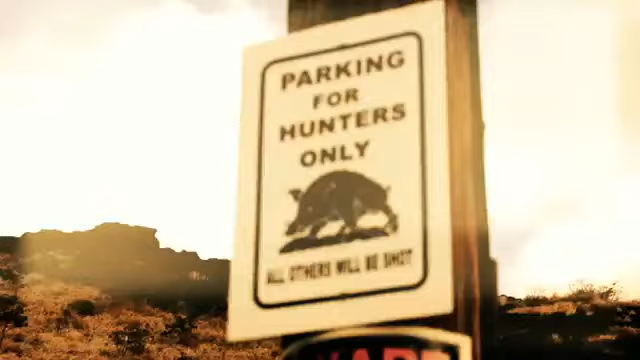 PARKING
FOR
HUNTERS
ONLY
ALL OTHERS WILL BE SHOT